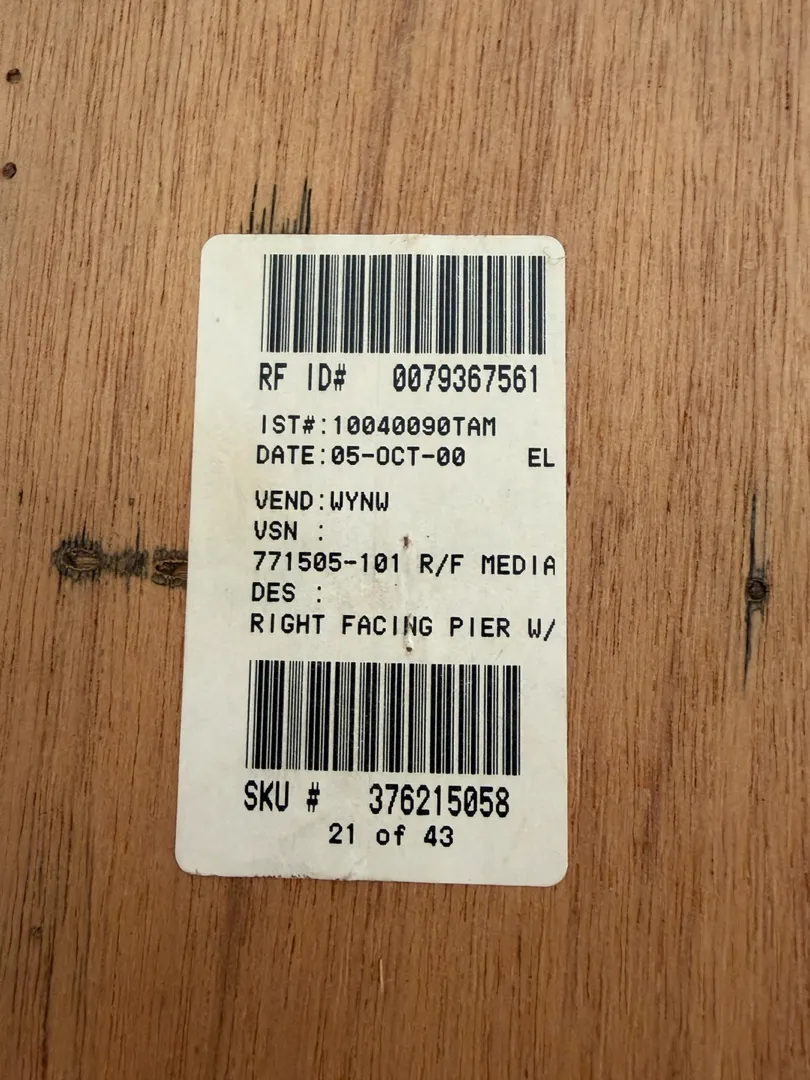 RF ID# 0079367561
IST#:10040090TAM
DATE:05-OCT-00 EL
VEND:WYNW
VSN :
771505-101 R/F MEDIA
DES :
RIGHT FACING PIER W/
SKU # 376215058
21 of 43